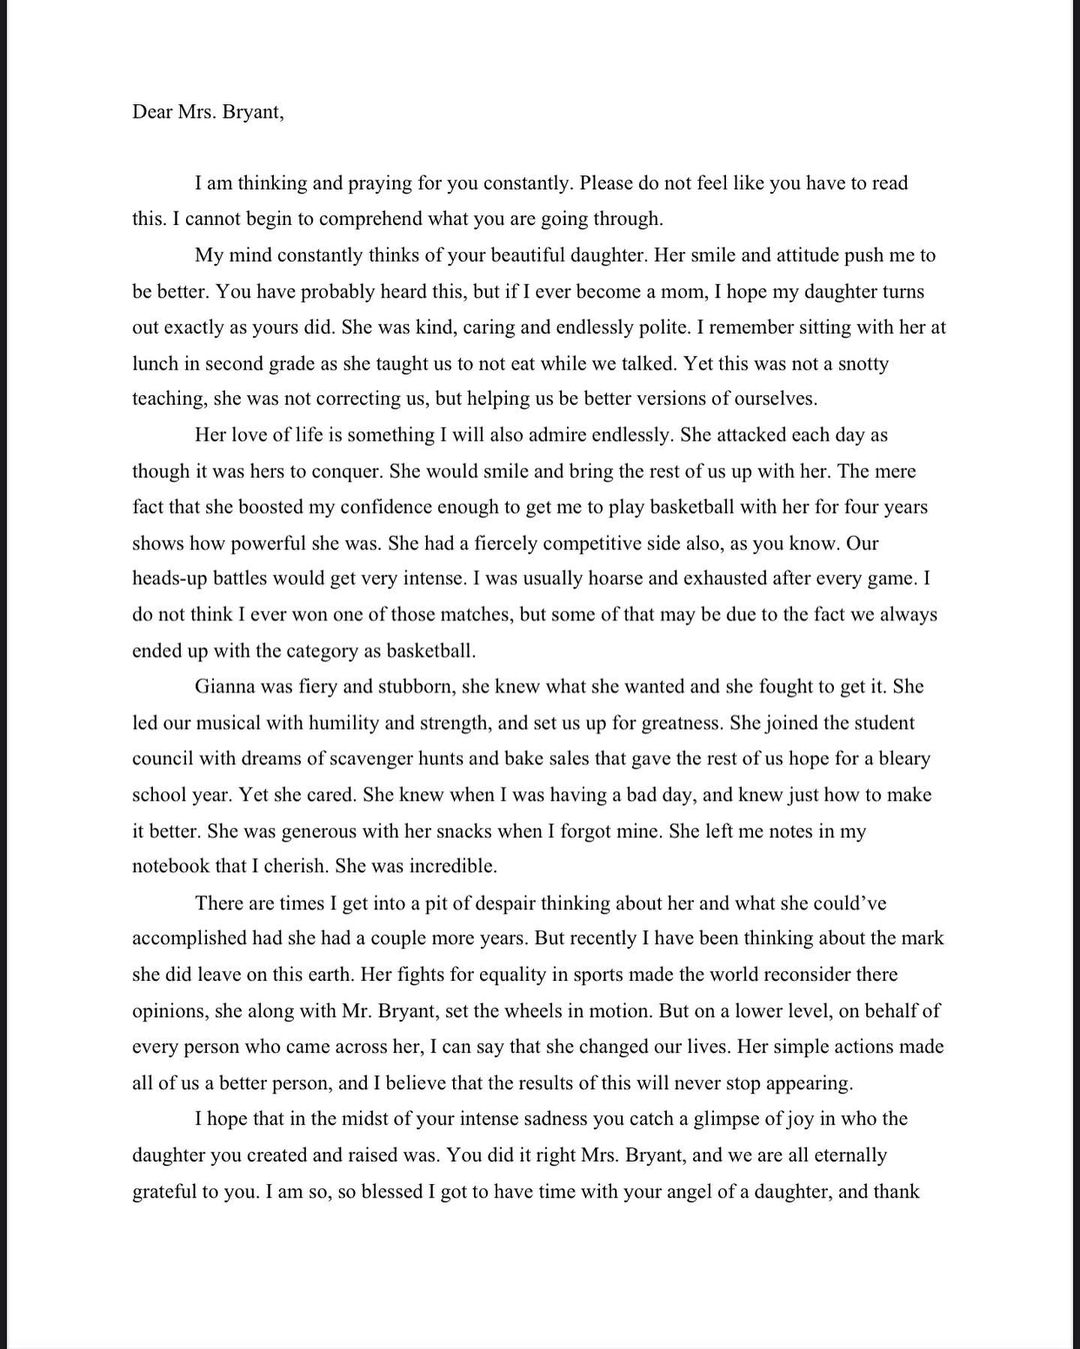 Dear Mrs. Bryant,
I am thinking and praying for you constantly. Please do not feel like you have to read
this. I cannot begin to comprehend what you are going through.
My mind constantly thinks of your beautiful daughter. Her smile and attitude push me to
be better. You have probably heard this, but if I ever become a mom, I hope my daughter turns
out exactly as yours did. She was kind, caring and endlessly polite. I remember sitting with her at
lunch in second grade as she taught us to not eat while we talked. Yet this was not a snotty
teaching, she was not correcting us, but helping us be better versions of ourselves.
Her love of life is something I will also admire endlessly. She attacked each day as
though it was hers to conquer. She would smile and bring the rest of us up with her. The mere
fact that she boosted my confidence enough to get me to play basketball with her for four years
shows how powerful she was. She had a fiercely competitive side also, as you know. Our
heads-up battles would get very intense. I was usually hoarse and exhausted after every game. I
do not think I ever won one of those matches, but some of that may be due to the fact we always
ended up with the category as basketball.
Gianna was fiery and stubborn, she knew what she wanted and she fought to get it. She
led our musical with humility and strength, and set us up for greatness. She joined the student
council with dreams of scavenger hunts and bake sales that gave the rest of us hope for a bleary
school year. Yet she cared. She knew when I was having a bad day, and knew just how to make
it better. She was generous with her snacks when I forgot mine. She left me notes in my
notebook that I cherish. She was incredible.
There are times I get into a pit of despair thinking about her and what she could’ve
accomplished had she had a couple more years. But recently I have been thinking about the mark
she did leave on this earth. Her fights for equality in sports made the world reconsider there
opinions, she along with Mr. Bryant, set the wheels in motion. But on a lower level, on behalf of
every person who came across her, I can say that she changed our lives. Her simple actions made
all of us a better person, and I believe that the results of this will never stop appearing.
I hope that in the midst of your intense sadness you catch a glimpse of joy in who the
daughter you created and raised was. You did it right Mrs. Bryant, and we are all eternally
grateful to you. I am so, so blessed I got to have time with your angel of a daughter, and thank